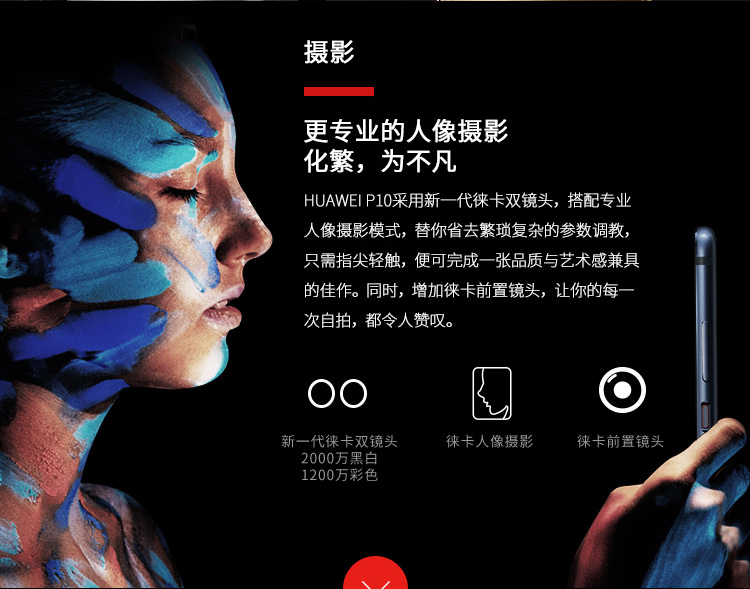 摄影
更专业的人像摄影
化繁，为不凡
HUAWEI P10采用新一代徕卡双镜头，搭配专业
人像摄影模式，替你省去繁琐复杂的参数调教，
只需指尖轻触，便可完成一张品质与艺术感兼具
的佳作。同时，增加徕卡前置镜头，让你的每一
次自拍，都令人赞叹。
新一代徕卡双镜头
2000万黑白
1200万彩色
徕卡人像摄影
徕卡前置镜头